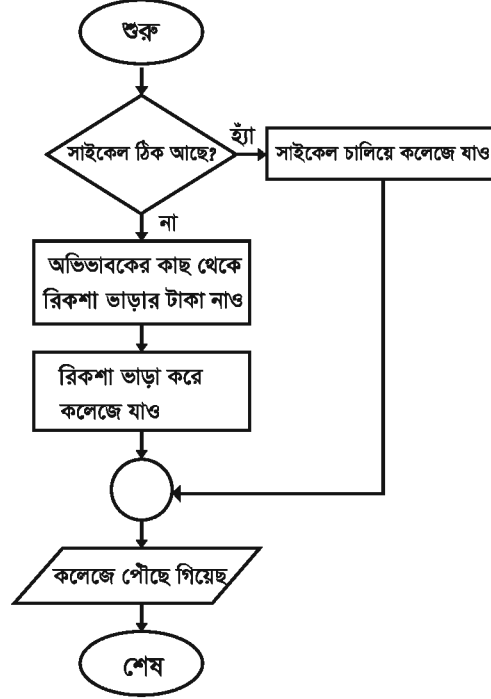 শুরু
সাইকেল ঠিক আছে?
হ্যাঁ
সাইকেল চালিয়ে কলেজে যাও
না
অভিভাবকের কাছ থেকে
রিকশা ভাড়ার টাকা নাও
রিকশা ভাড়া করে
কলেজে যাও
কলেজে পৌছে গিয়েছ
শেষ